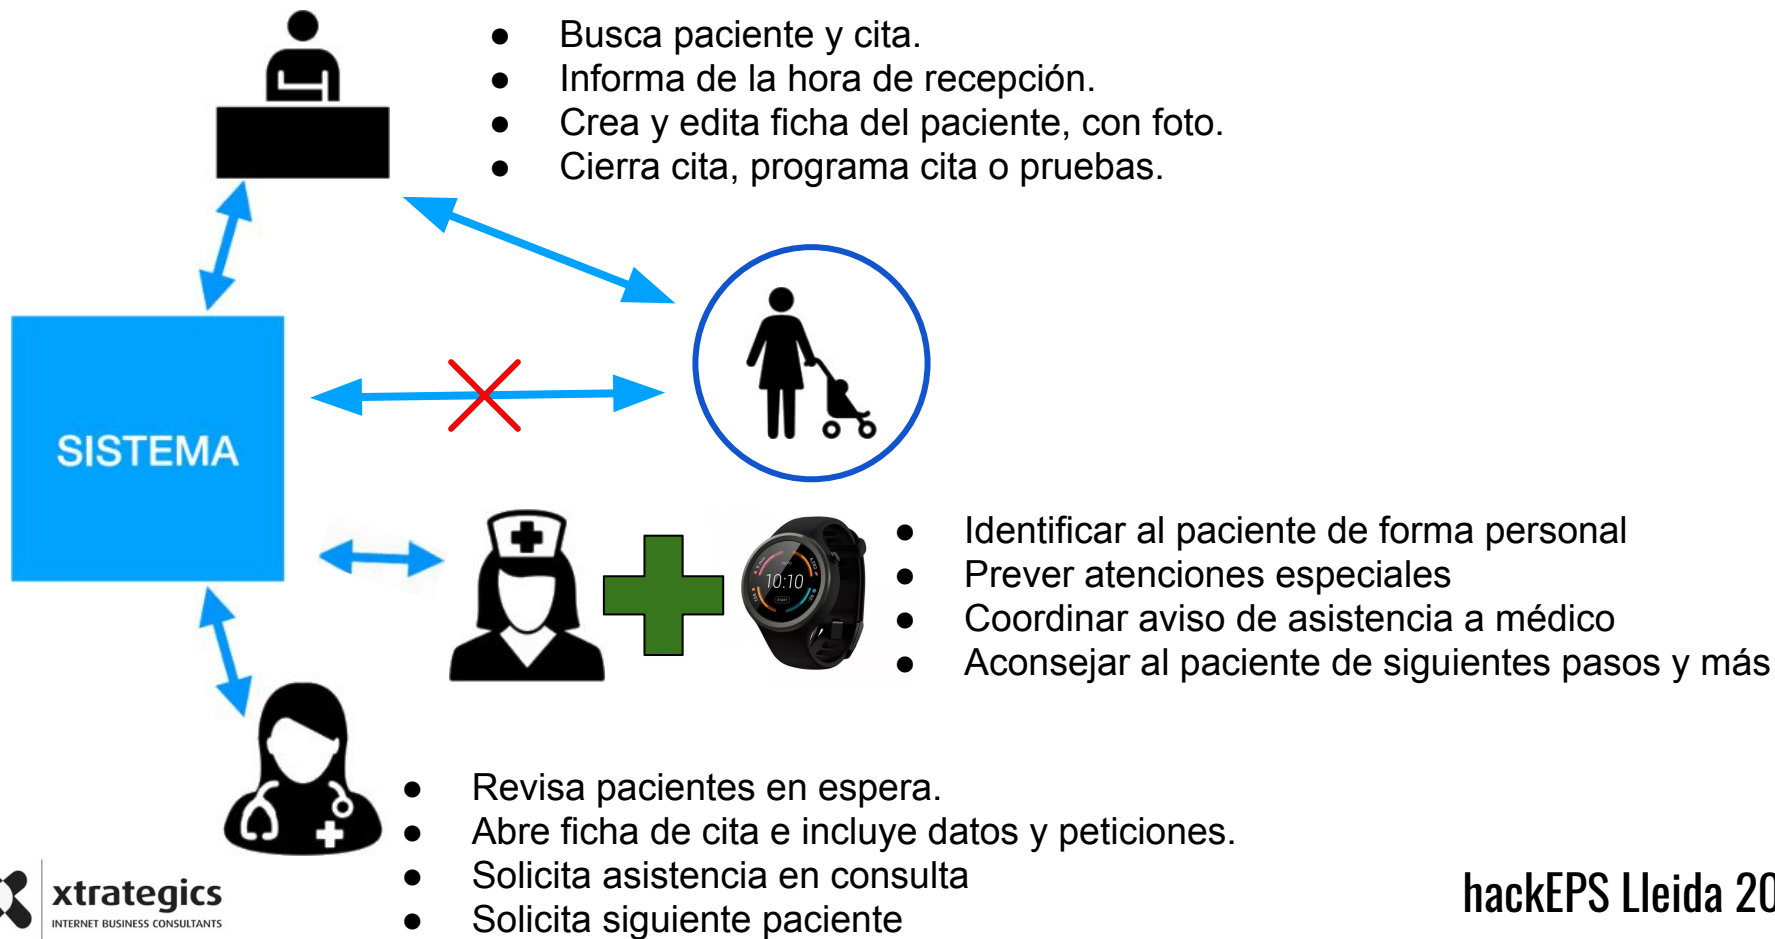 ● Busca paciente y cita.
● Informa de la hora de recepción.
● Crea y edita ficha del paciente, con foto.
● Cierra cita, programa cita o pruebas.
SISTEMA
10:10
START
● Identificar al paciente de forma personal
● Prever atenciones especiales
● Coordinar aviso de asistencia a médico
● Aconsejar al paciente de siguientes pasos y más
● Revisa pacientes en espera.
● Abre ficha de cita e incluye datos y peticiones.
● Solicita asistencia en consulta
● Solicita siguiente paciente
xtrategics
INTERNET BUSINESS CONSULTANTS
hackEPS Lleida 20